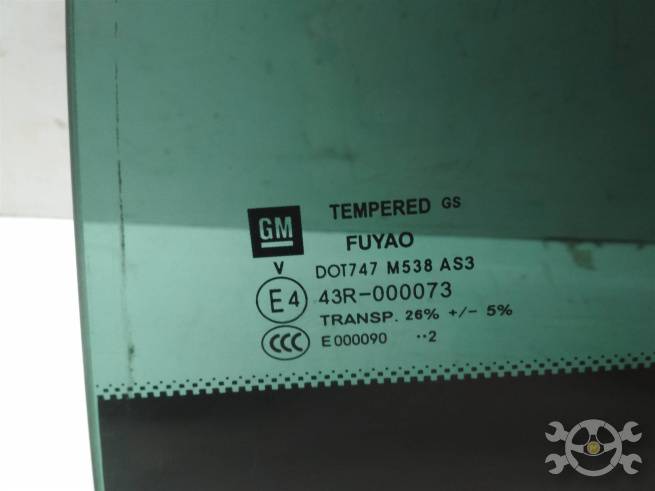 TEMPERED GS
GM
FUYAO
V
DOT747 M538 AS3
E4
43R-000073
TRANSP. 26% +/- 5%
CCC
E000090 ··2